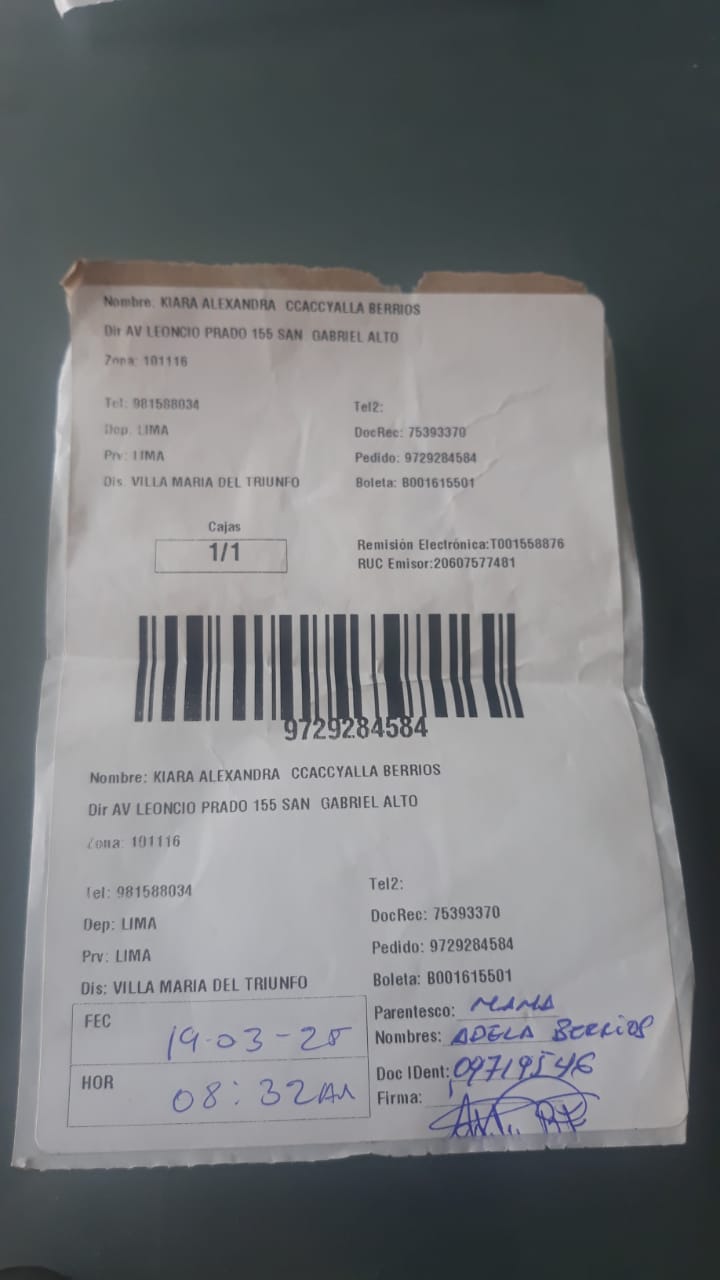 Nombre. KIARA ALEXANDRA CCACCYALLA BERRIOS
Dir AV LEONCIO PRADO 155 SAN GABRIEL ALTO
Zona: 101116
Tel: 981588034 Tel2:
Dep. LIMA DocRec: 75393370
Prv: LIMA Pedido: 9729284584
Dis. VILLA MARIA DEL TRIUNFO Boleta: B001615501
Cajas
1/1
Remisión Electrónica:T001558876
RUC Emisor:20607577481
9729284584
Nombre: KIARA ALEXANDRA CCACCYALLA BERRIOS
Dir AV LEONCIO PRADO 155 SAN GABRIEL ALTO
Zona: 101116
Tel: 981588034 Tel2:
Dep: LIMA DocRec: 75393370
Prv: LIMA Pedido: 9729284584
Dis: VILLA MARIA DEL TRIUNFO Boleta: B001615501
FEC 19-03-25
HOR 08:32AM
Parentesco: MAMA
Nombres: ADELA BERRIOS
Doc IDent: 09719546
Firma: